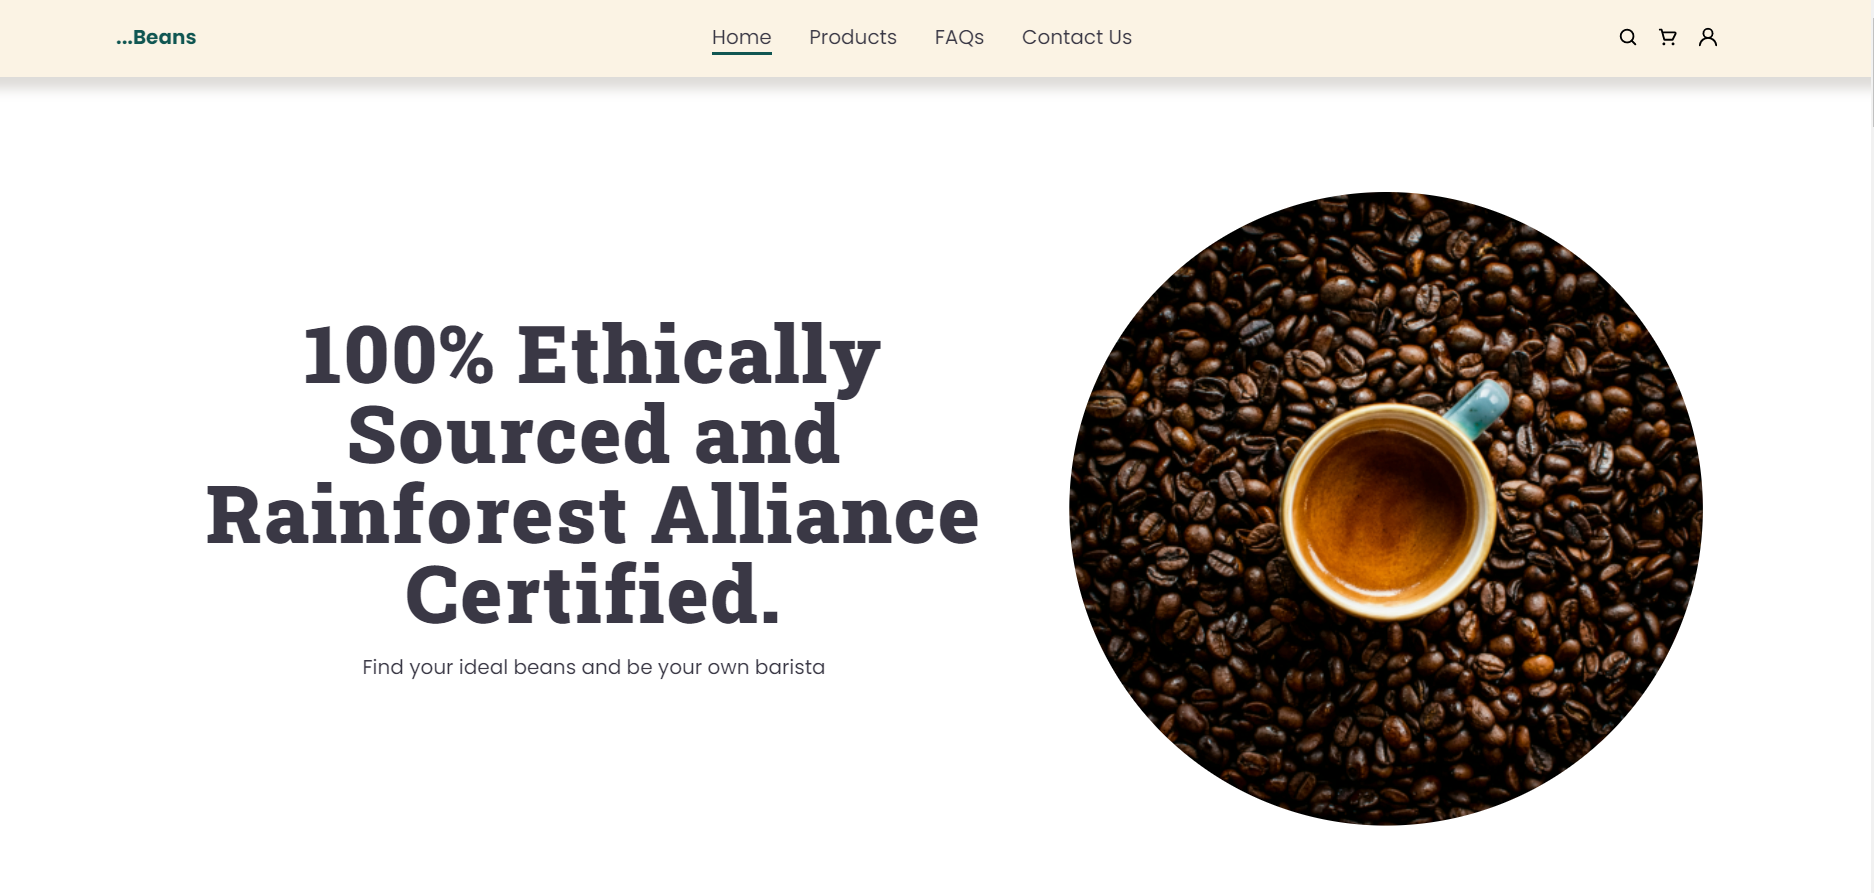 ...Beans
Home Products FAQs Contact Us
100% Ethically
Sourced and
Rainforest Alliance
Certified.
Find your ideal beans and be your own barista